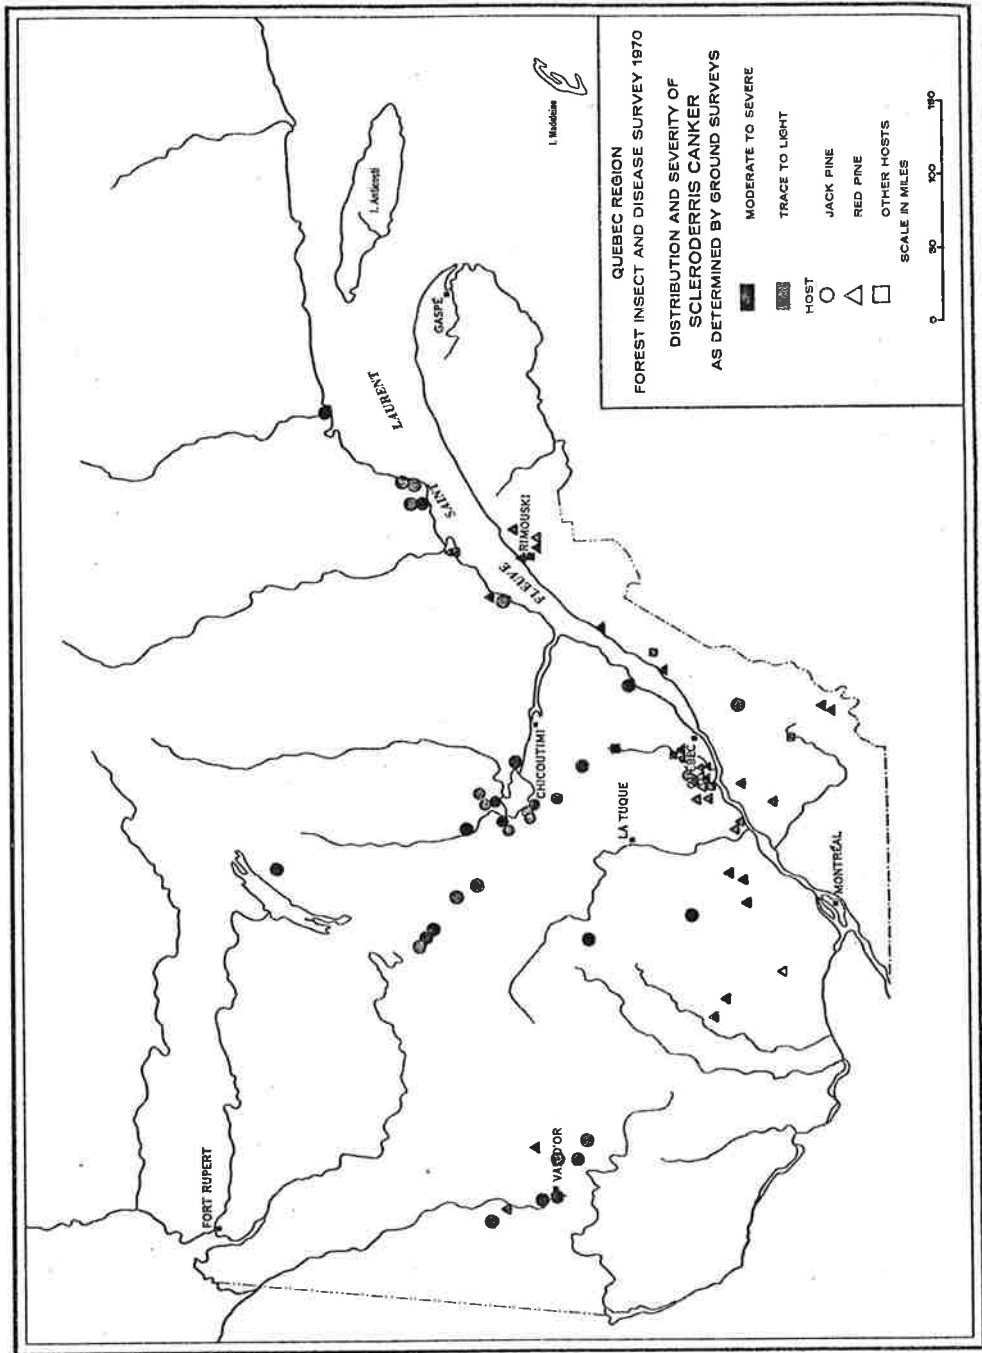 QUEBEC REGION
FOREST INSECT AND DISEASE SURVEY 1970
DISTRIBUTION AND SEVERITY OF
SCLERODERRIS CANKER
AS DETERMINED BY GROUND SURVEYS
MODERATE TO SEVERE
TRACE TO LIGHT
HOST
JACK PINE
RED PINE
OTHER HOSTS
SCALE IN MILES
0 50 100 150
FORT RUPERT
VAL D'OR
LA TUQUE
CHICOUTIMI
MONTRÉAL
QUEBEC
RIMOUSKI
GASPÉ
FLEUVE SAINT LAURENT
I. Anticosti
I. Madeleine